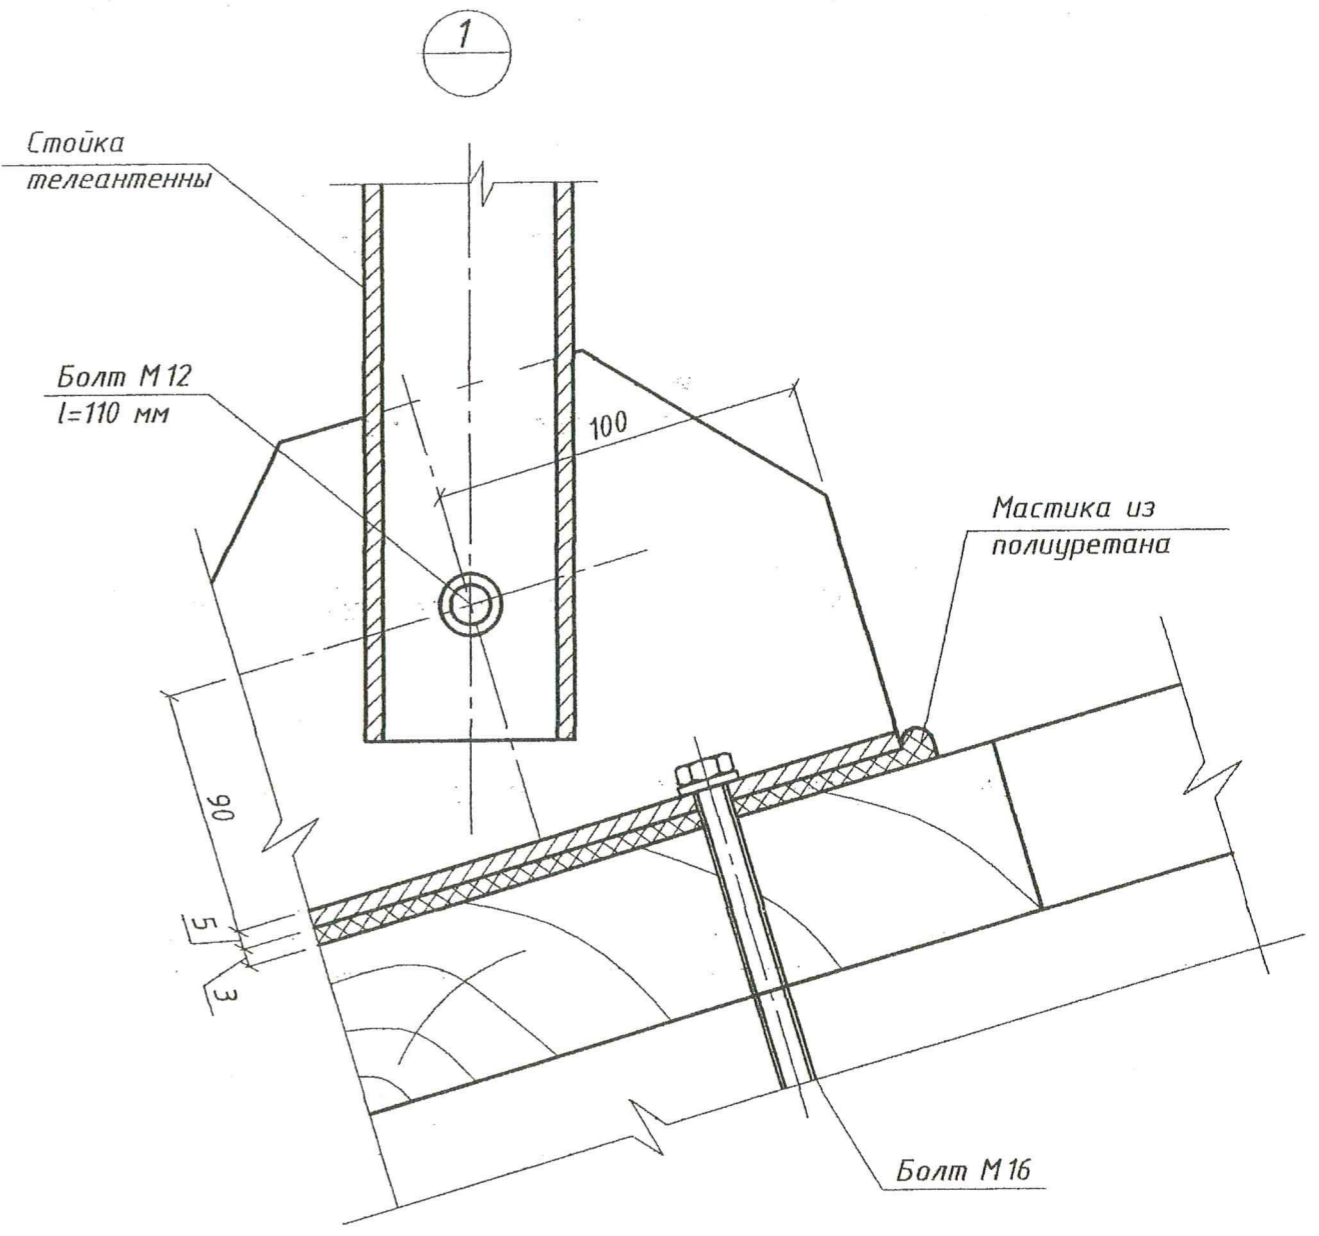 1
Стойка
телеантенны
Болт М12
l=110 мм
100
Мастика из
полиуретана
90
5
3
Болт М16